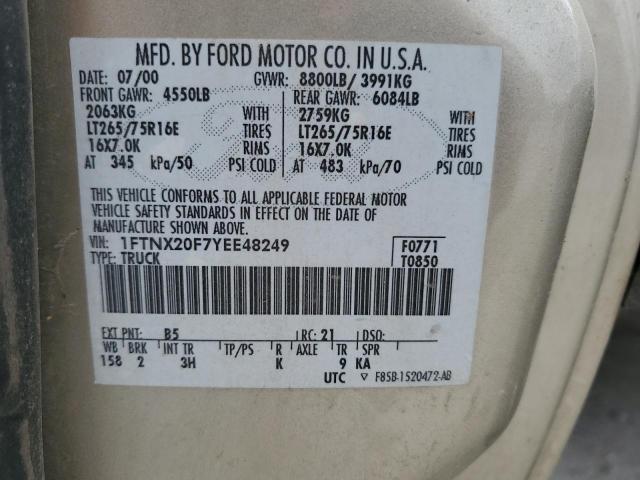 MFD. BY FORD MOTOR CO. IN U.S.A.
DATE: 07/00 GVWR: 8800LB/ 3991KG
FRONT GAWR: 4550LB REAR GAWR: 6084LB
2063KG WITH 2759KG WITH
LT265/75R16E TIRES LT265/75R16E TIRES
16X7.0K RIMS 16X7.0K RIMS
AT 345 kPa/50 PSI COLD AT 483 kPa/70 PSI COLD
THIS VEHICLE CONFORMS TO ALL APPLICABLE FEDERAL MOTOR
VEHICLE SAFETY STANDARDS IN EFFECT ON THE DATE OF
MANUFACTURE SHOWN ABOVE.
VIN: 1FTNX20F7YEE48249 F0771
TYPE: TRUCK T0850
EXT PNT: B5 RC: 21 DSO:
WB BRK INT TR TP/PS R AXLE TR SPR
158 2 3H K 9 KA
UTC ▽ F85B-1520472-AB